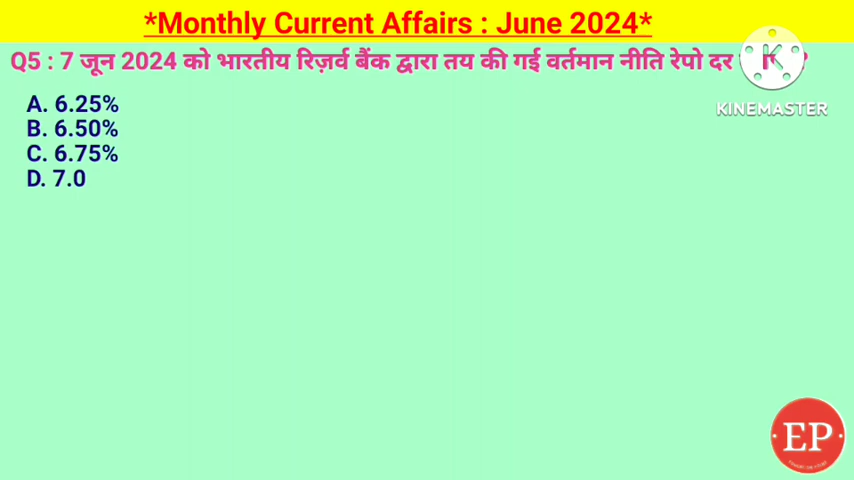 *Monthly Current Affairs : June 2024*
Q5 : 7 जून 2024 को भारतीय रिज़र्व बैंक द्वारा तय की गई वर्तमान नीति रेपो दर ?
KINEMASTER
A. 6.25%
B. 6.50%
C. 6.75%
D. 7.0
EP